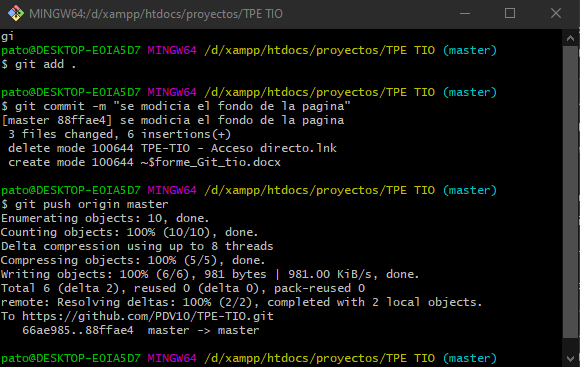 MINGW64:/d/xampp/htdocs/proyectos/TPE TIO
gi
pato@DESKTOP-E0IA5D7 MINGW64 /d/xampp/htdocs/proyectos/TPE TIO (master)
$ git add .
pato@DESKTOP-E0IA5D7 MINGW64 /d/xampp/htdocs/proyectos/TPE TIO (master)
$ git commit -m "se modicia el fondo de la pagina"
[master 88ffae4] se modicia el fondo de la pagina
3 files changed, 6 insertions(+)
delete mode 100644 TPE-TIO - Acceso directo.lnk
create mode 100644 ~$forme_Git_tio.docx
pato@DESKTOP-E0IA5D7 MINGW64 /d/xampp/htdocs/proyectos/TPE TIO (master)
$ git push origin master
Enumerating objects: 10, done.
Counting objects: 100% (10/10), done.
Delta compression using up to 8 threads
Compressing objects: 100% (5/5), done.
Writing objects: 100% (6/6), 981 bytes | 981.00 KiB/s, done.
Total 6 (delta 2), reused 0 (delta 0), pack-reused 0
remote: Resolving deltas: 100% (2/2), completed with 2 local objects.
To https://github.com/PDV10/TPE-TIO.git
66ae985..88ffae4  master -> master
pato@DESKTOP-E0IA5D7 MINGW64 /d/xampp/htdocs/proyectos/TPE TIO (master)